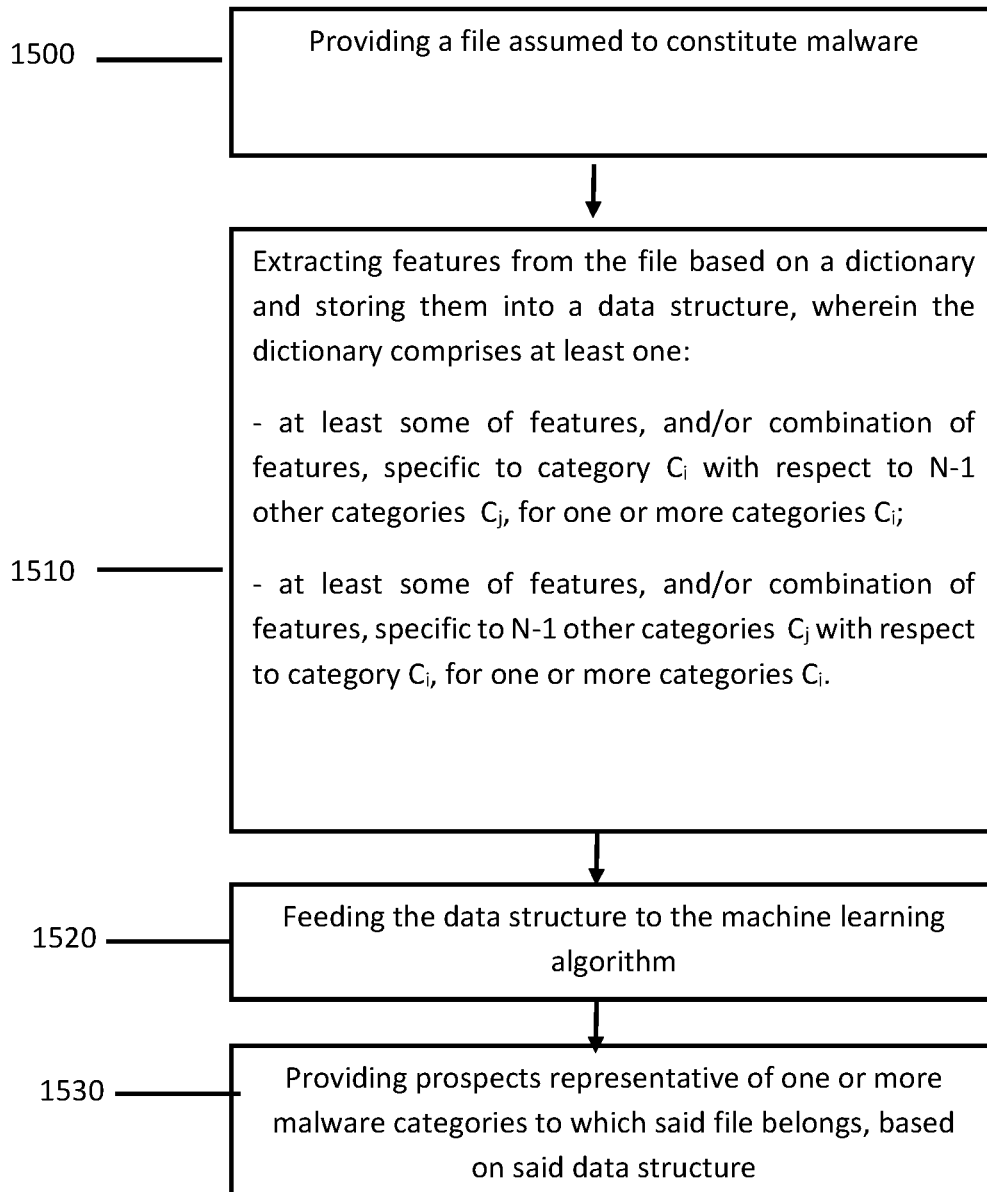 1500
Providing a file assumed to constitute malware
Extracting features from the file based on a dictionary
and storing them into a data structure, wherein the
dictionary comprises at least one:
- at least some of features, and/or combination of
features, specific to category Cᵢ with respect to N-1
other categories Cⱼ, for one or more categories Cᵢ;
1510
- at least some of features, and/or combination of
features, specific to N-1 other categories Cⱼ with respect
to category Cᵢ, for one or more categories Cᵢ.
1520
Feeding the data structure to the machine learning
algorithm
1530
Providing prospects representative of one or more
malware categories to which said file belongs, based
on said data structure